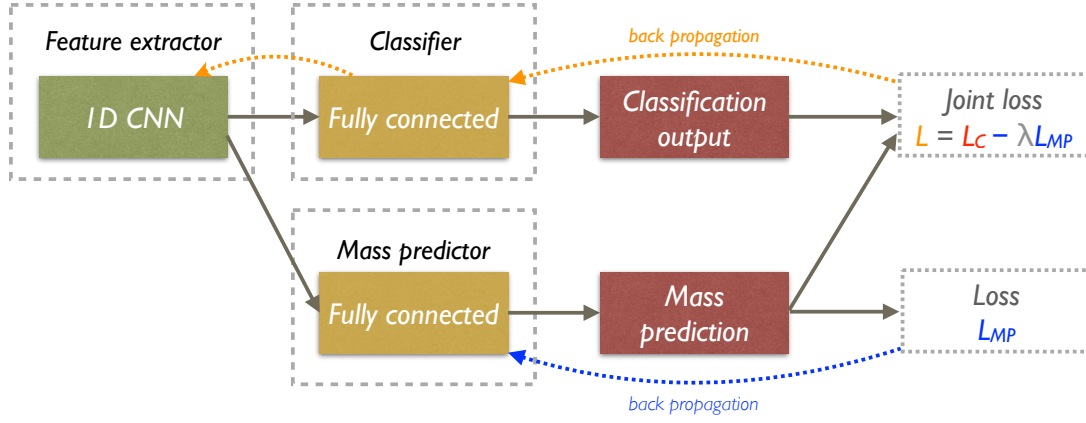 Feature extractor
Classifier
back propagation
1D CNN
Fully connected
Classification
output
Joint loss
L = LC − λLMP
Mass predictor
Fully connected
Mass
prediction
Loss
LMP
back propagation